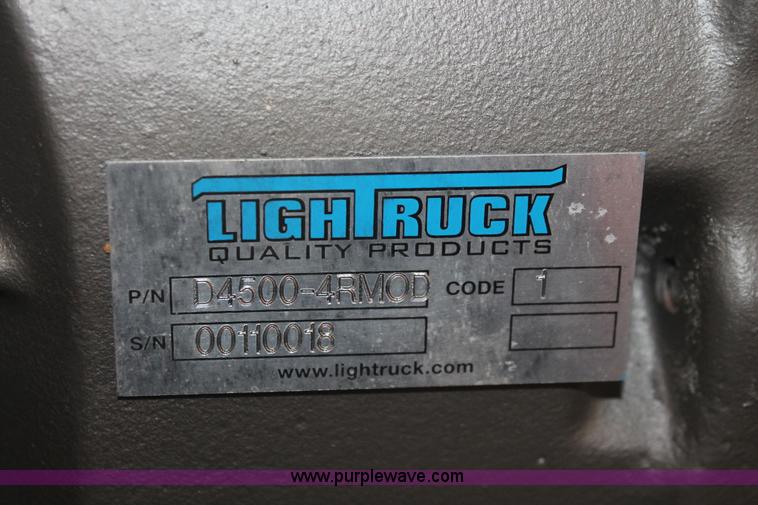 LIGHTRUCK
QUALITY PRODUCTS
P/N D4500-4RMOD CODE 1
S/N 00110018
www.lightruck.com
www.purplewave.com